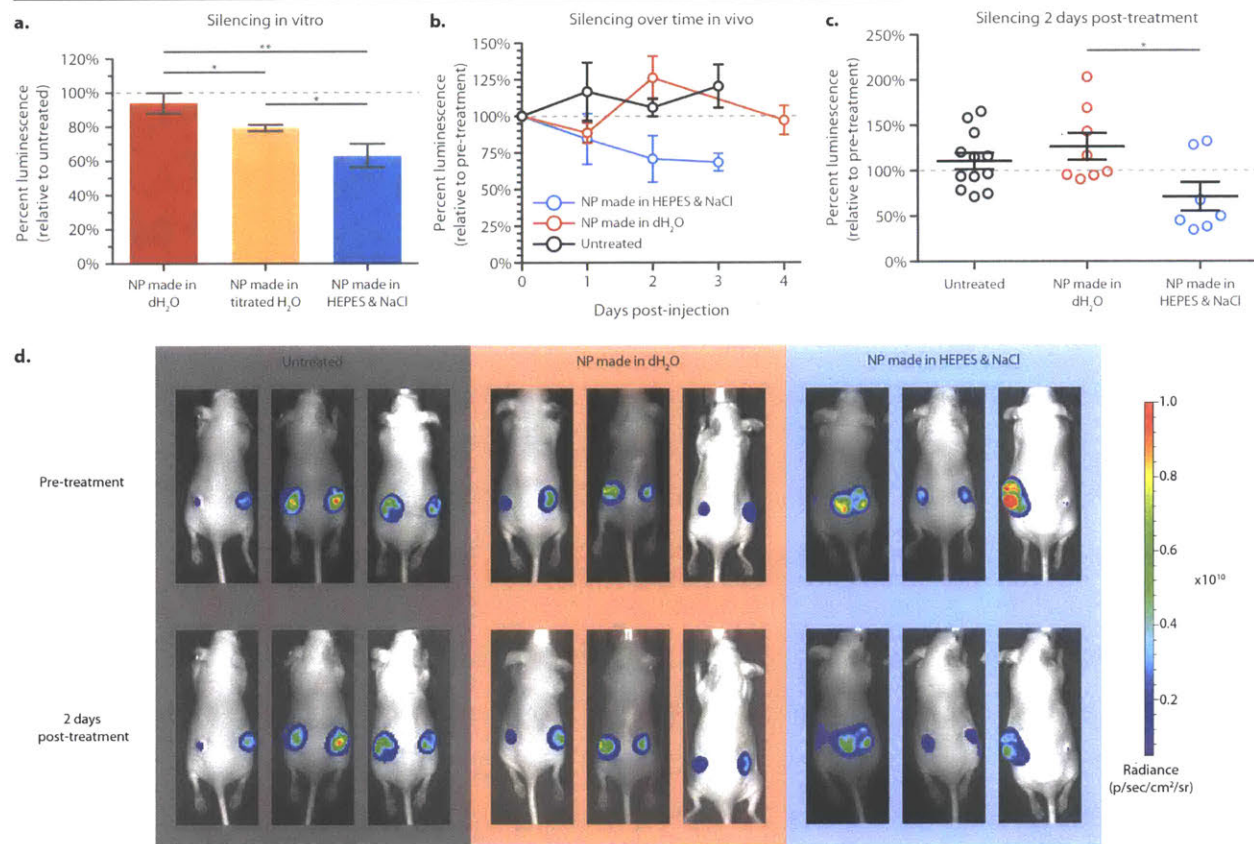 a.
Silencing in vitro
Percent luminescence
(relative to untreated)
120%
100%
80%
60%
40%
20%
0%
**
*
*
NP made in
dH₂O
NP made in
titrated H₂O
NP made in
HEPES & NaCl
b.
Silencing over time in vivo
Percent luminescence
(relative to pre-treatment)
150%
125%
100%
75%
50%
25%
0%
NP made in HEPES & NaCl
NP made in dH₂O
Untreated
0
1
2
3
4
Days post-injection
c.
Silencing 2 days post-treatment
Percent luminescence
(relative to pre-treatment)
250%
200%
150%
100%
50%
0%
*
Untreated
NP made in
dH₂O
NP made in
HEPES & NaCl
d.
Untreated
NP made in dH₂O
NP made in HEPES & NaCl
Pre-treatment
2 days
post-treatment
1.0
0.8
0.6
0.4
0.2
x10¹⁰
Radiance
(p/sec/cm²/sr)